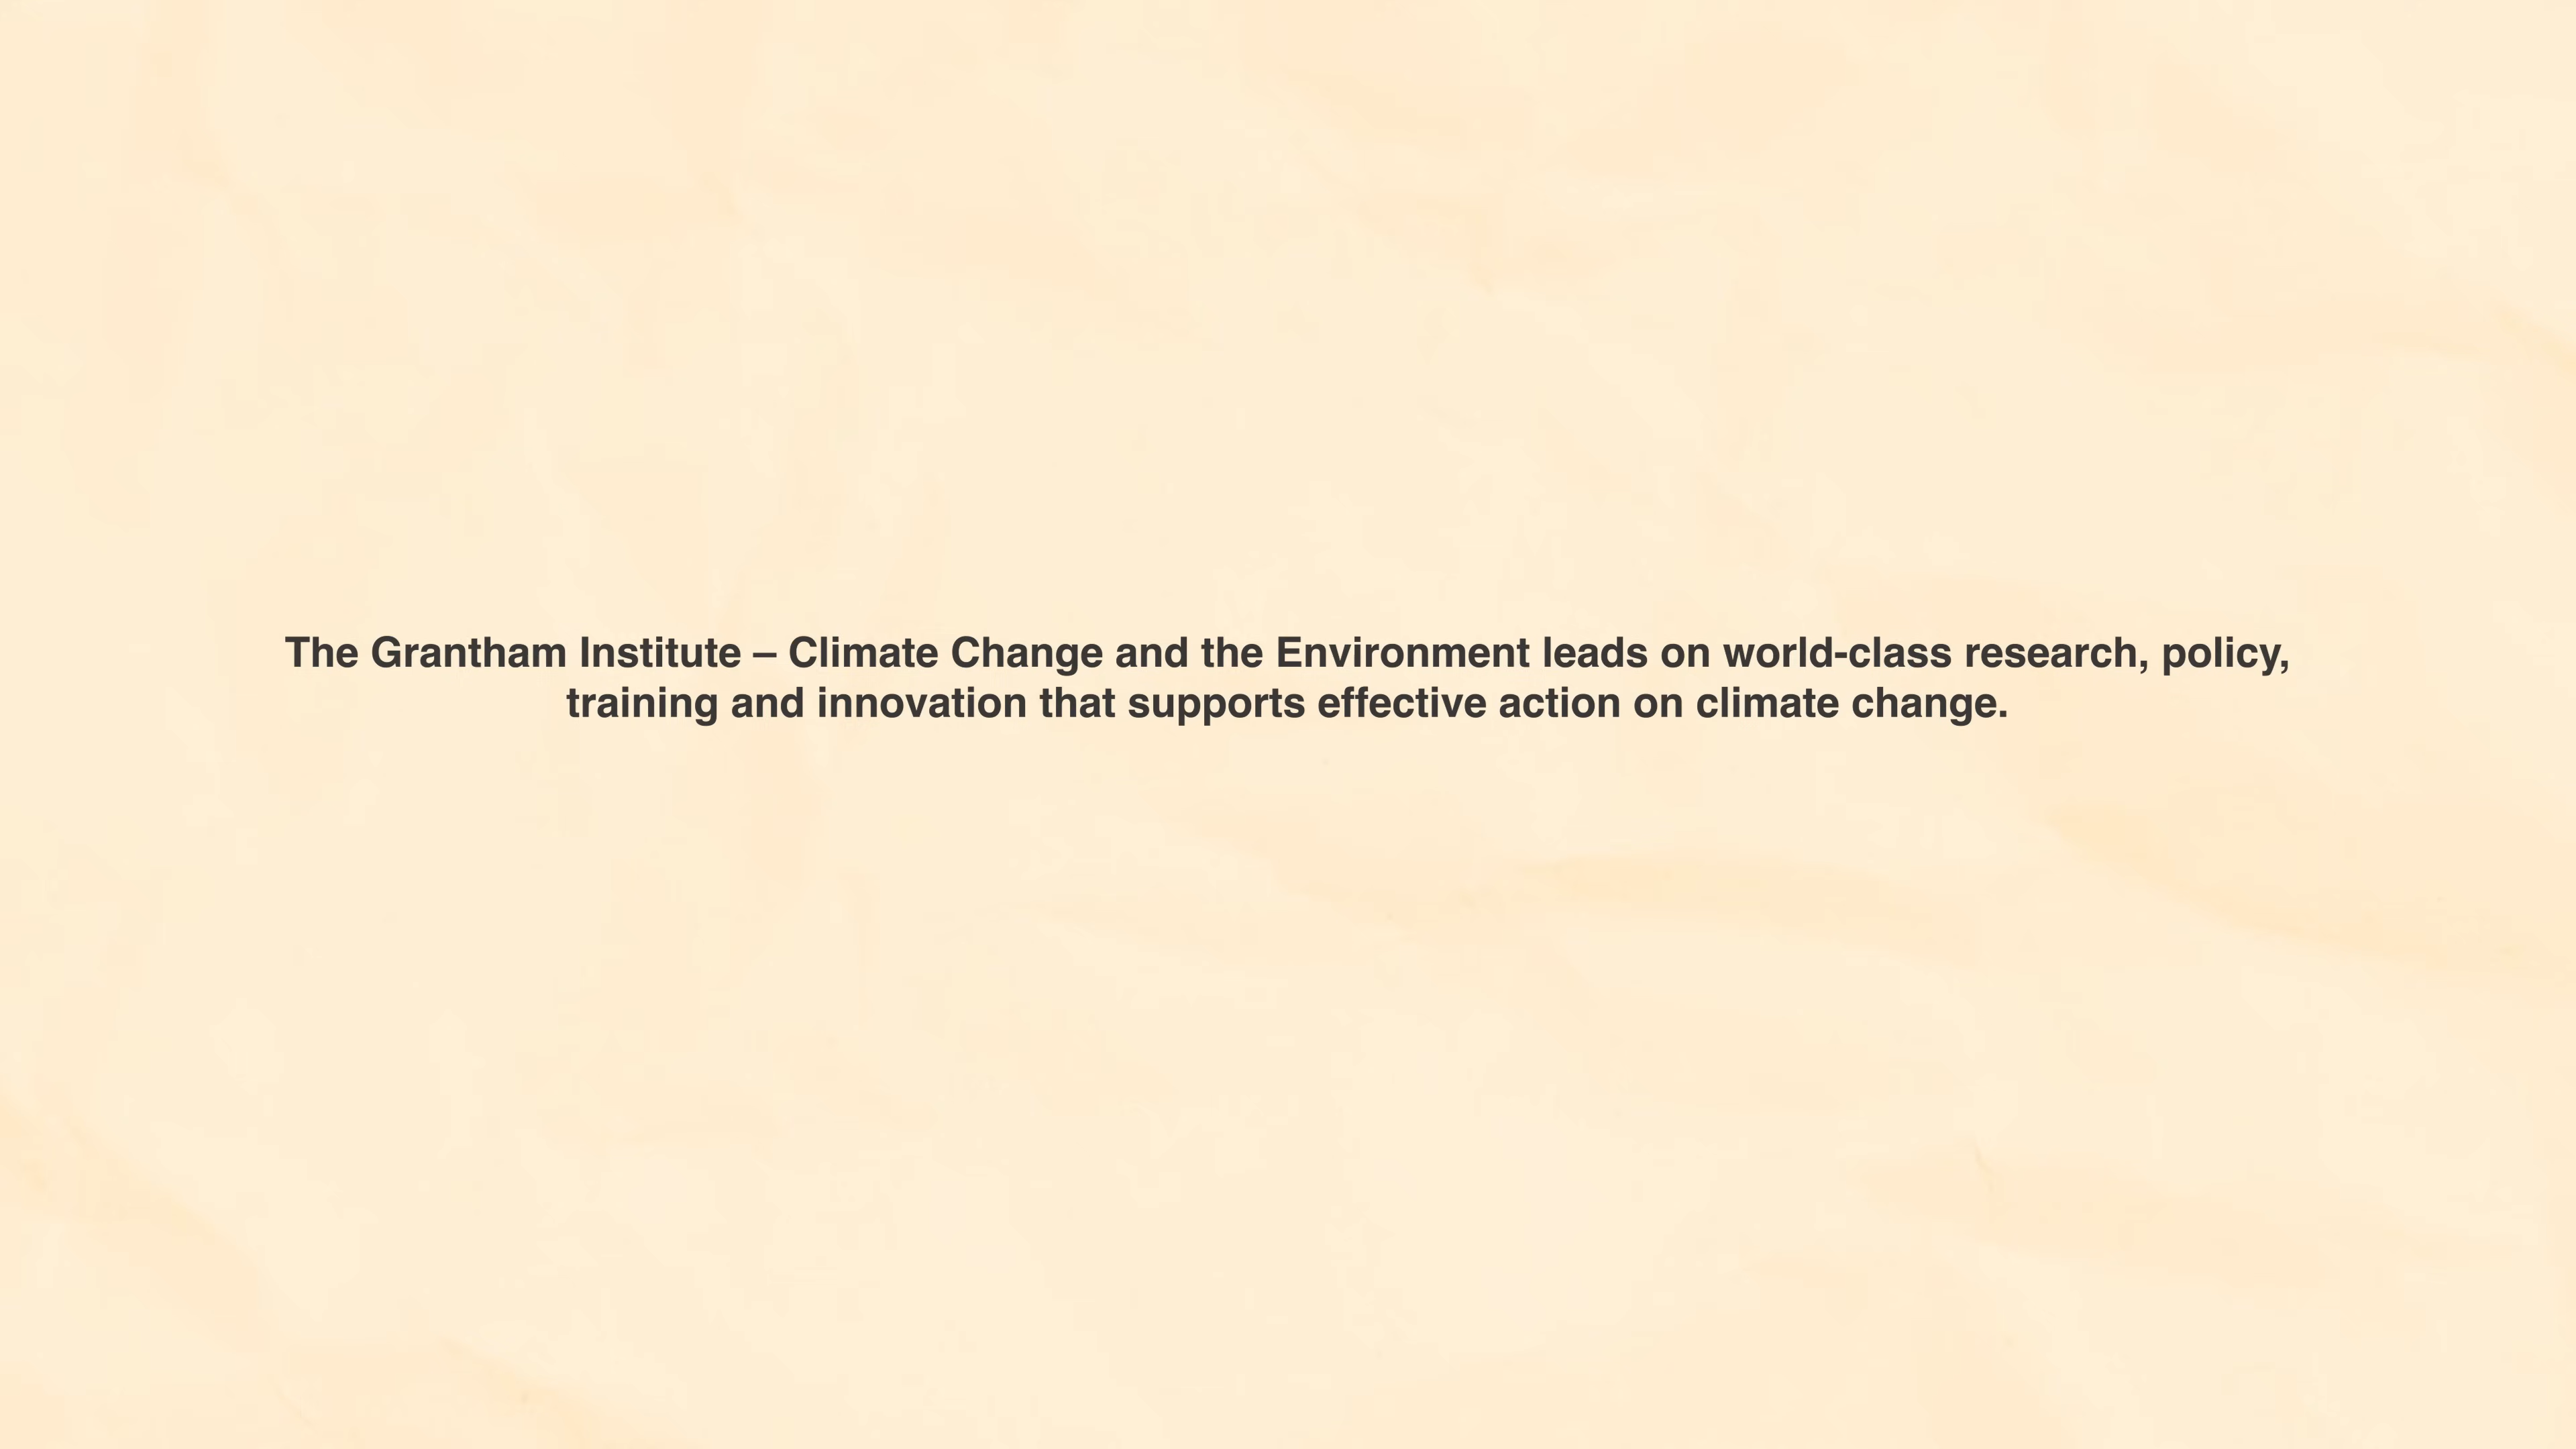 The Grantham Institute – Climate Change and the Environment leads on world-class research, policy,
training and innovation that supports effective action on climate change.